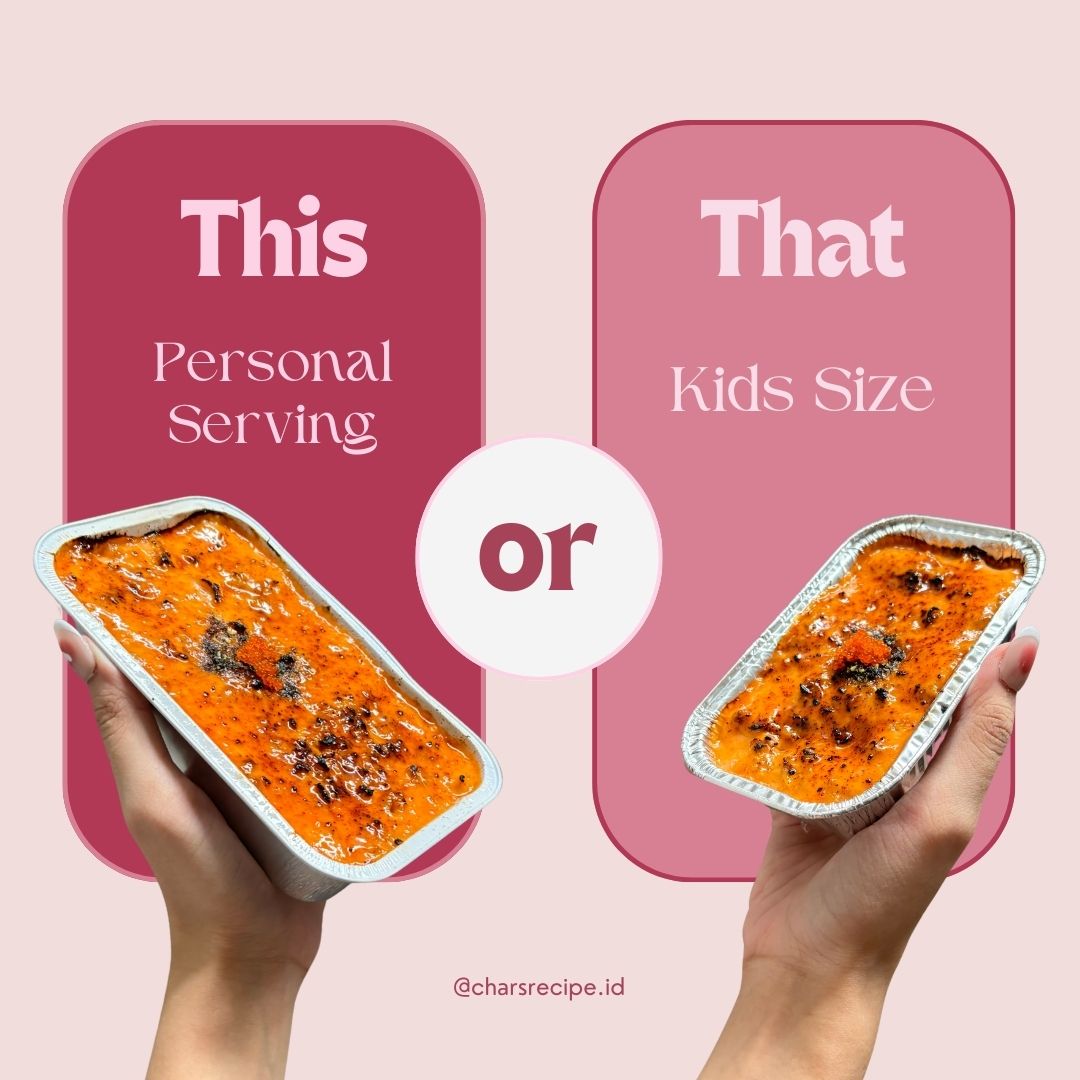 This
Personal
Serving
or
That
Kids Size
@charsrecipe.id